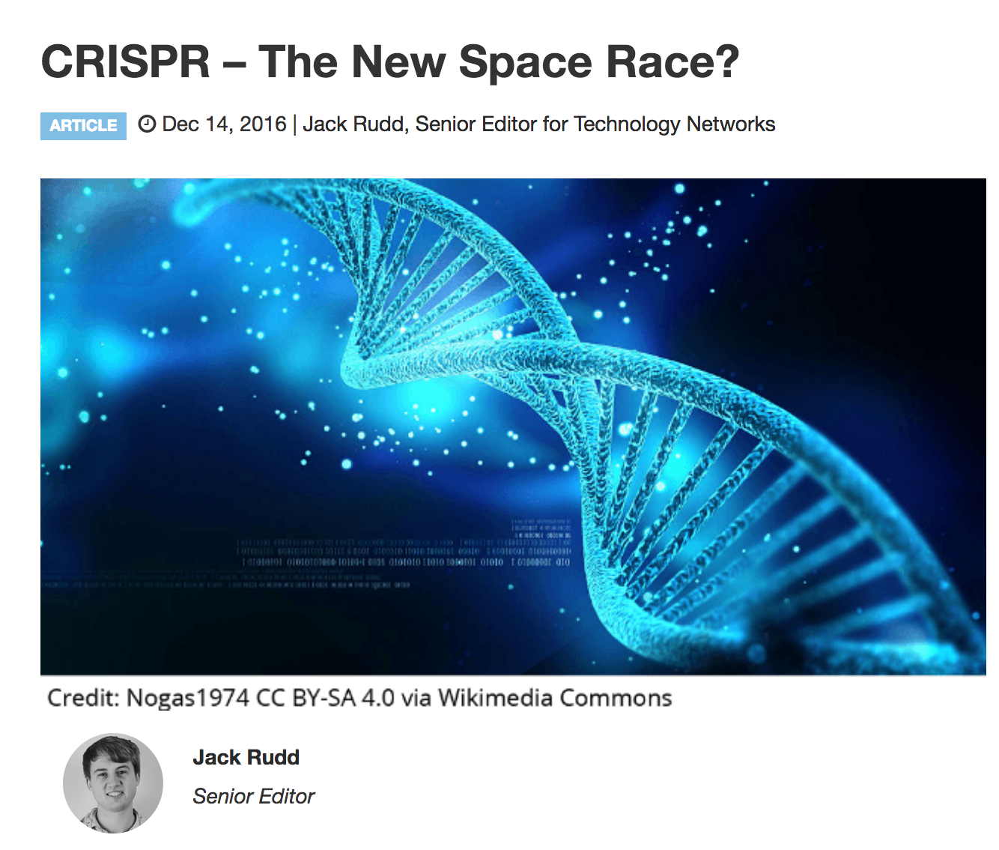 CRISPR – The New Space Race?
ARTICLE Dec 14, 2016 | Jack Rudd, Senior Editor for Technology Networks
Credit: Nogas1974 CC BY-SA 4.0 via Wikimedia Commons
Jack Rudd
Senior Editor